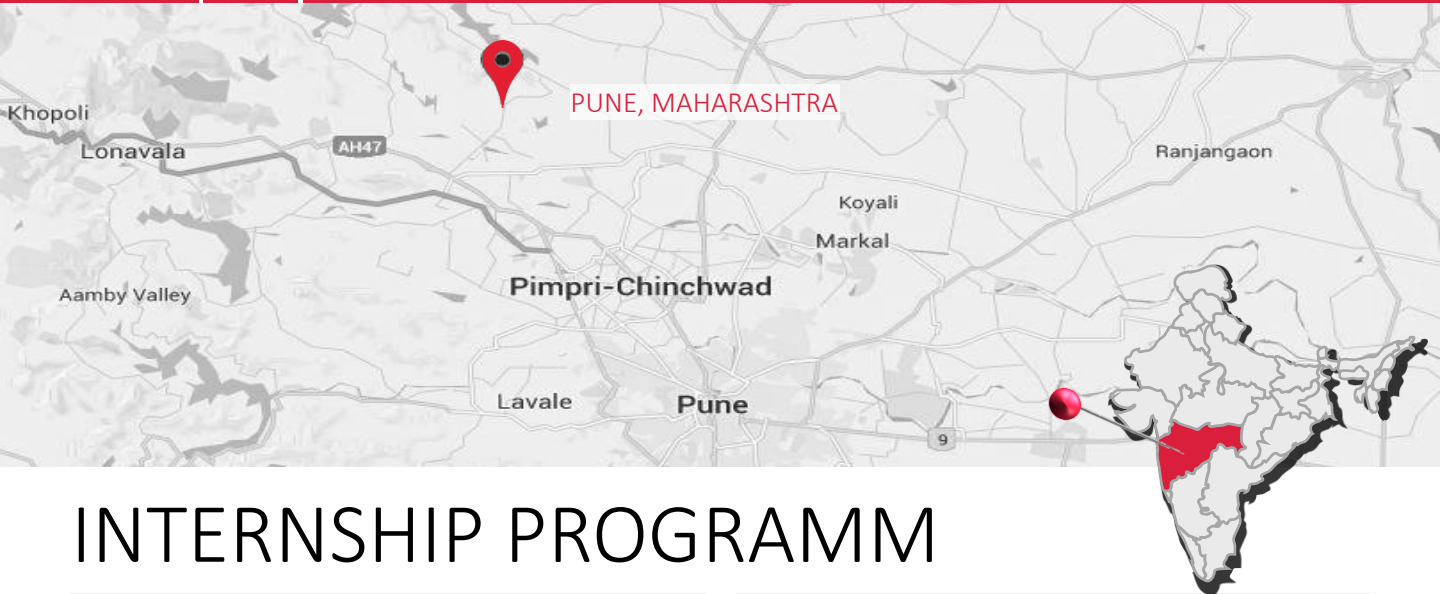 PUNE, MAHARASHTRA
Khopoli
Lonavala
AH47
Ranjangaon
Koyali
Markal
Pimpri-Chinchwad
Aamby Valley
Lavale
Pune
9
INTERNSHIP PROGRAMM